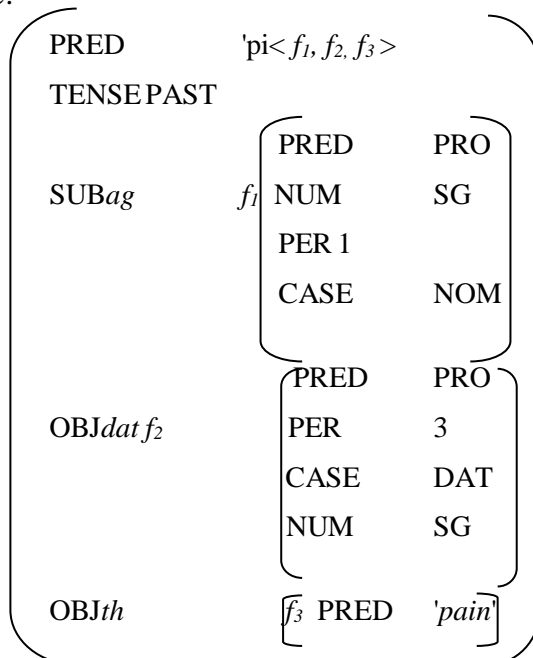 PRED 'pi< f1, f2, f3 >
TENSE PAST
PRED PRO
SUBag f1 NUM SG
PER 1
CASE NOM
PRED PRO
OBJdat f2 PER 3
CASE DAT
NUM SG
OBJth f3 PRED 'pain'